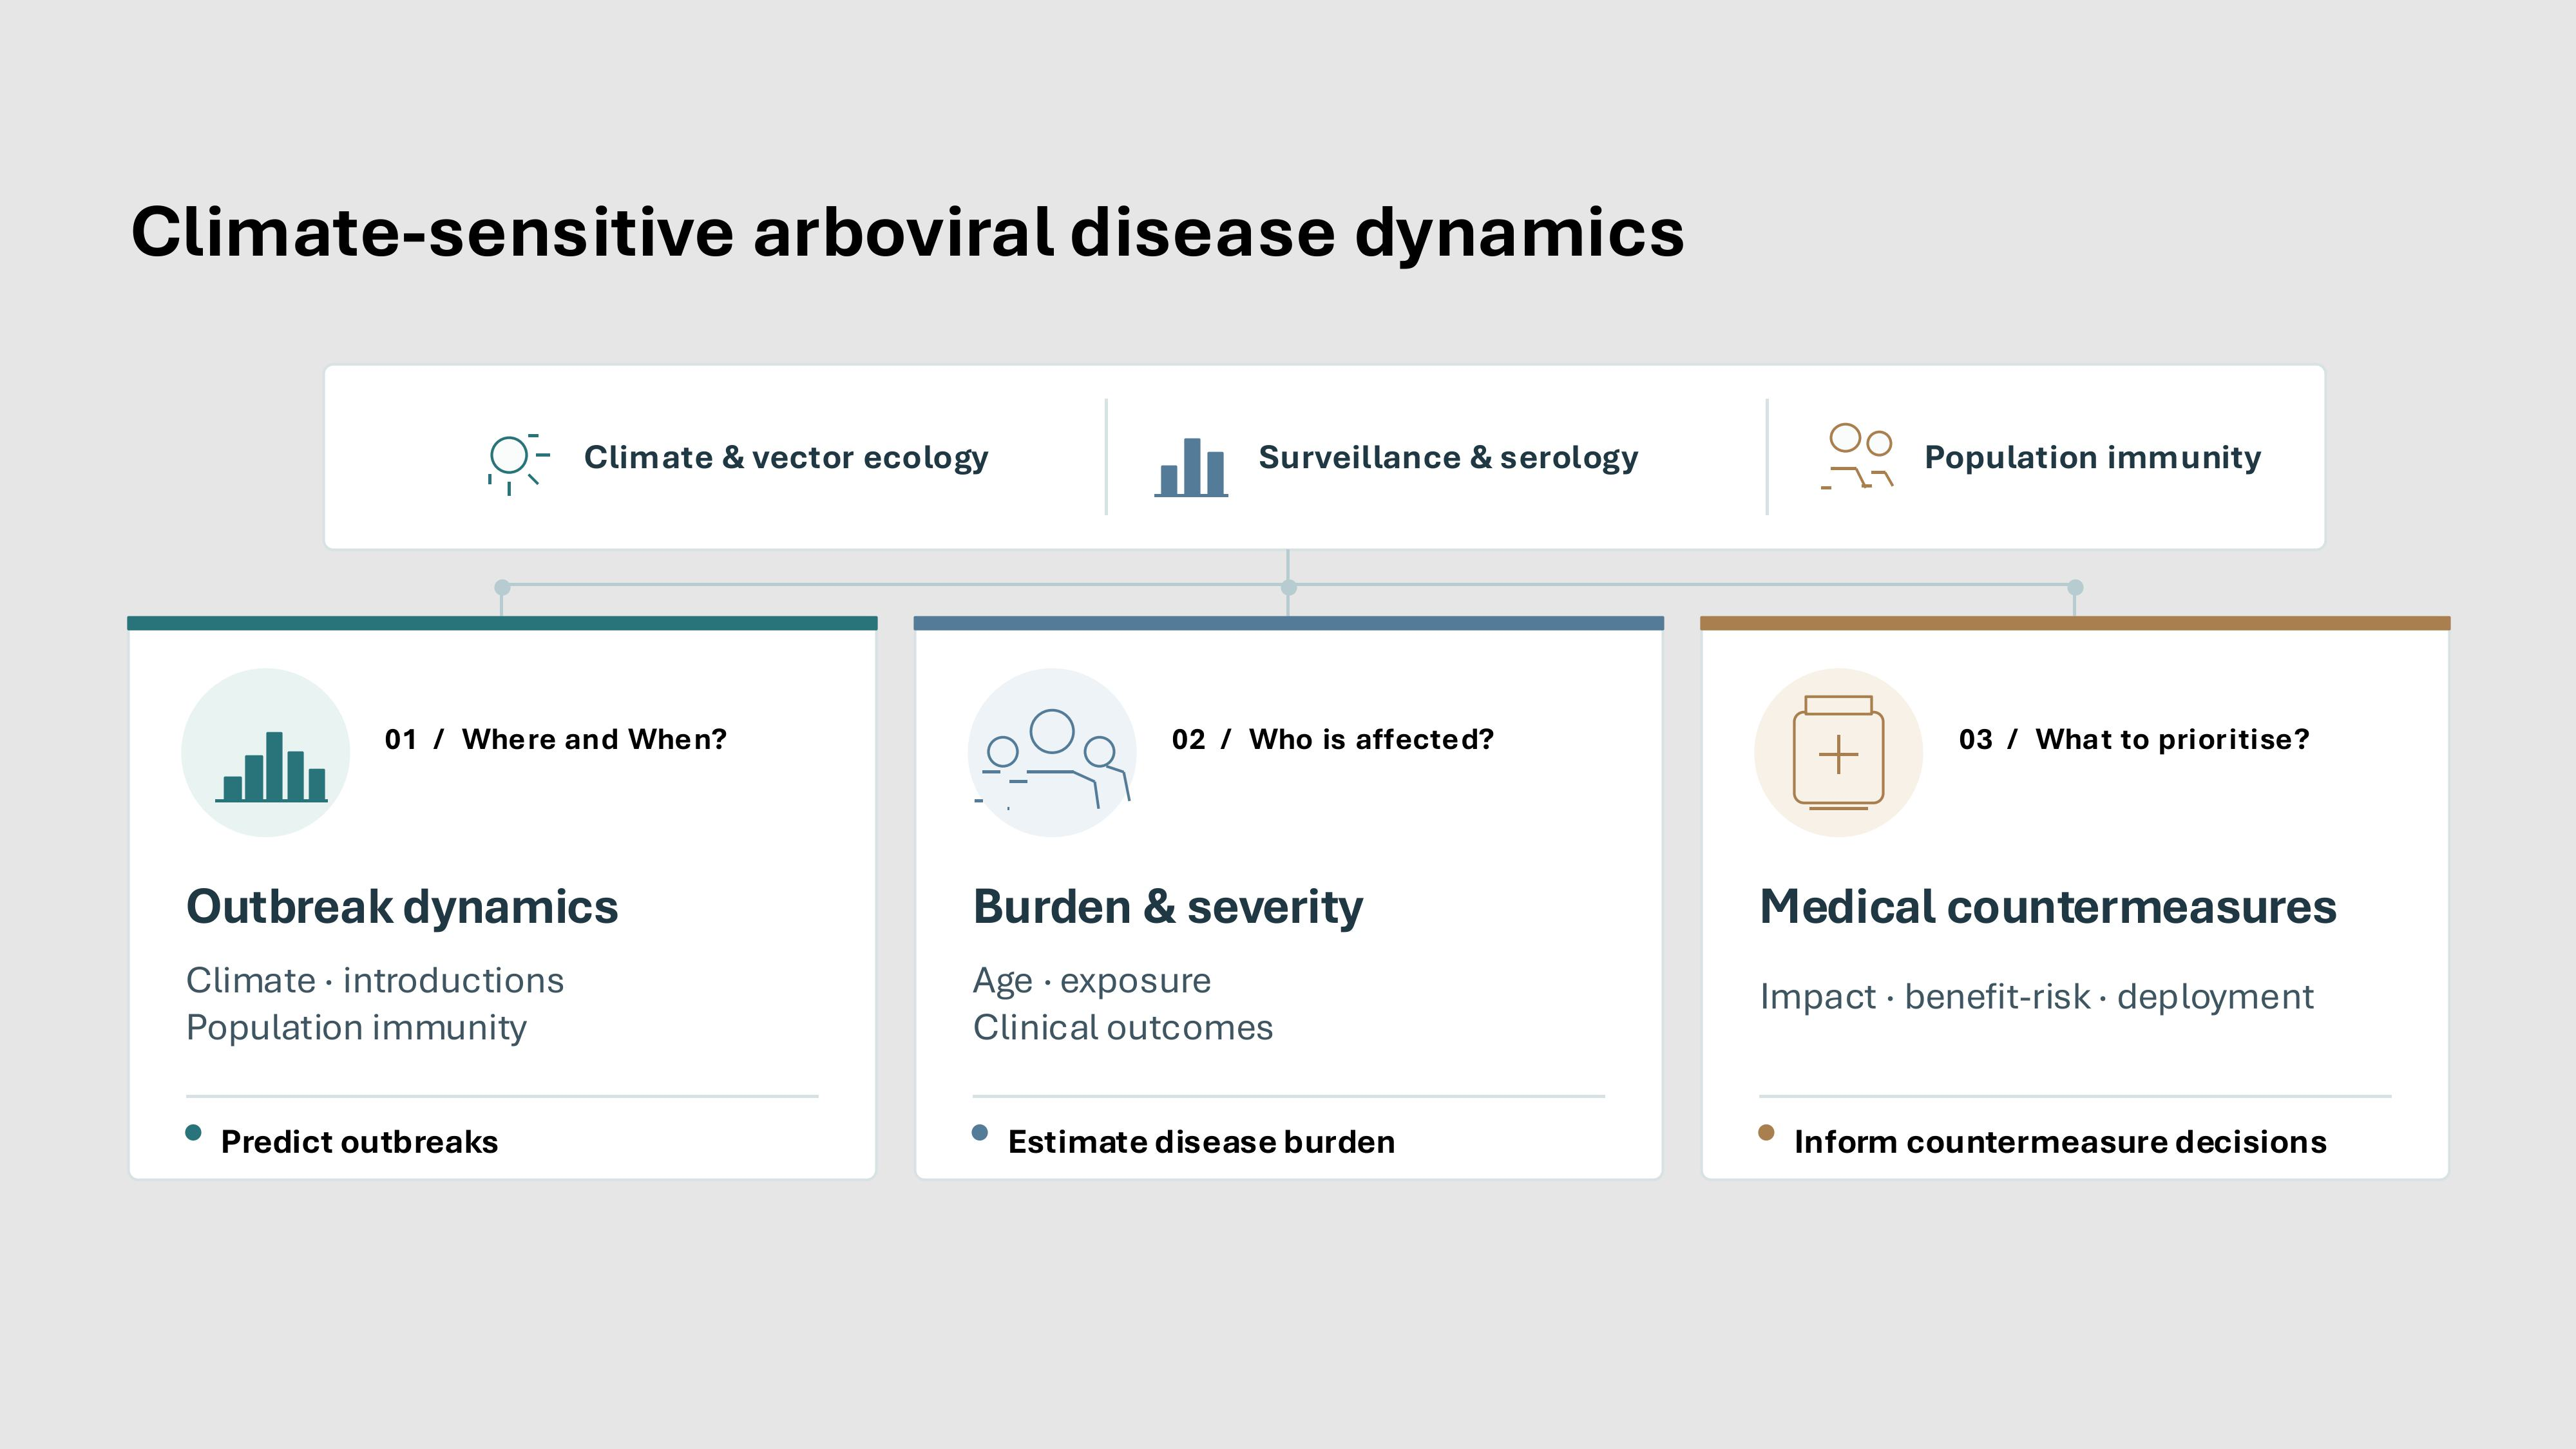 Climate-sensitive arboviral disease dynamics
Climate & vector ecology
Surveillance & serology
Population immunity
01 / Where and When?
Outbreak dynamics
Climate · introductions
Population immunity
Predict outbreaks
02 / Who is affected?
Burden & severity
Age · exposure
Clinical outcomes
Estimate disease burden
03 / What to prioritise?
Medical countermeasures
Impact · benefit-risk · deployment
Inform countermeasure decisions